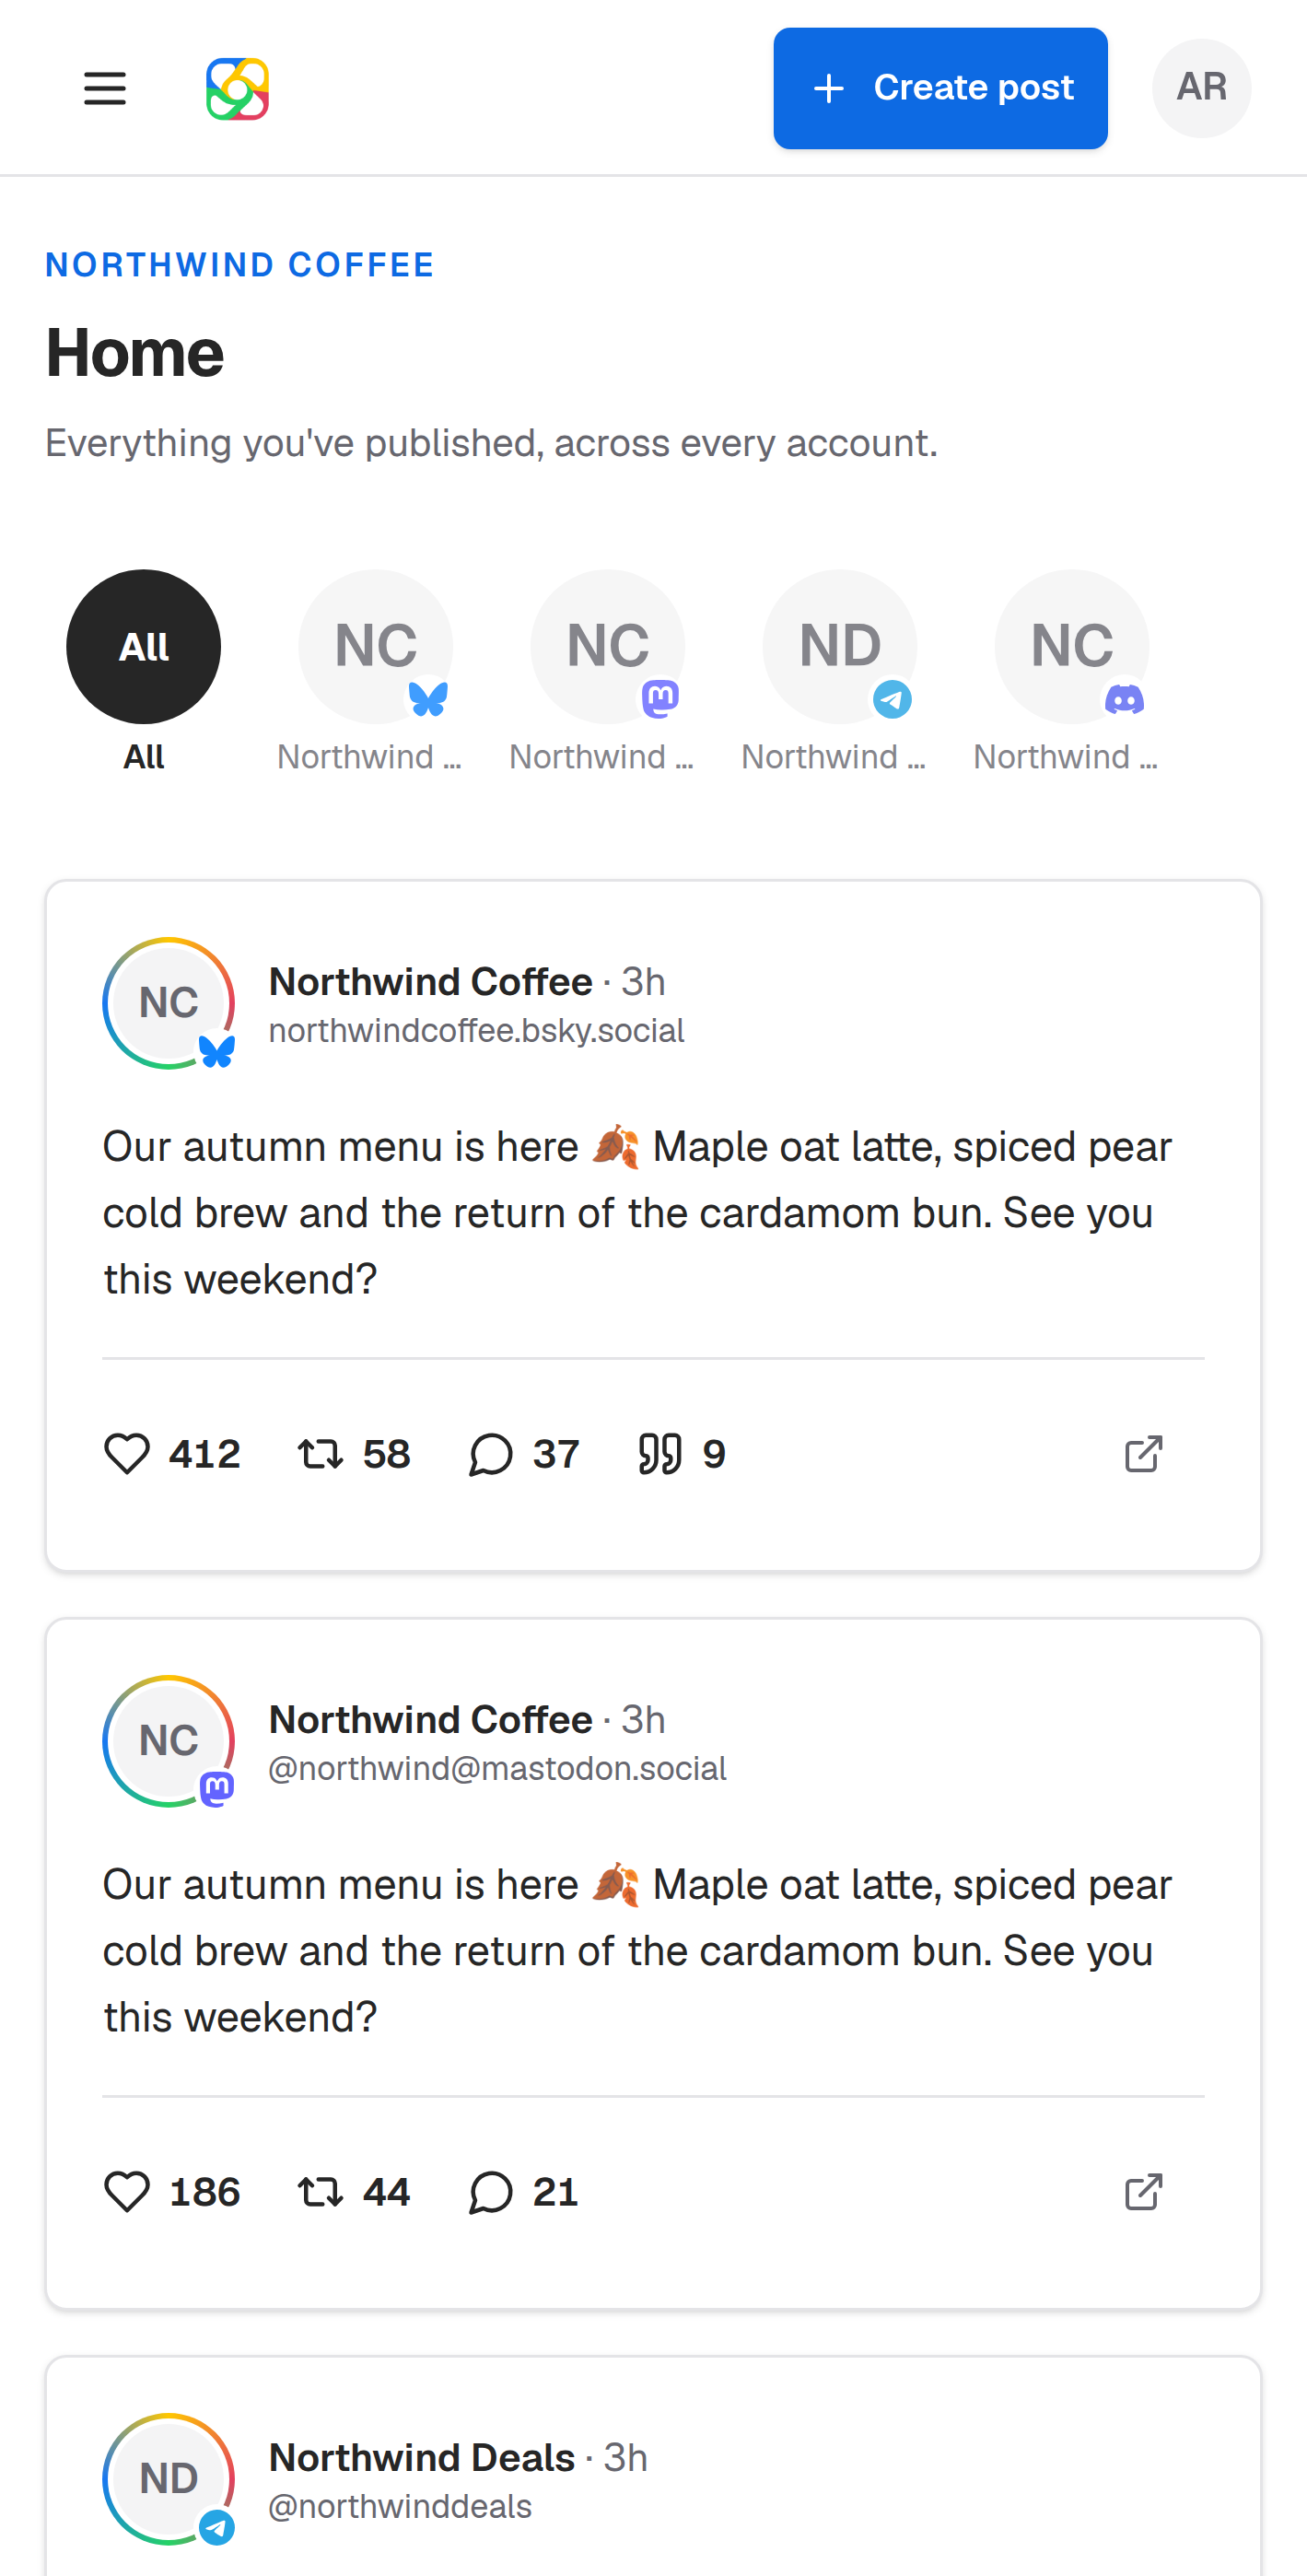 Create post
AR
NORTHWIND COFFEE
Home
Everything you've published, across every account.
All
NC
NC
ND
NC
All
Northwind ...
Northwind ...
Northwind ...
Northwind ...
NC
Northwind Coffee · 3h
northwindcoffee.bsky.social
Our autumn menu is here 🍂 Maple oat latte, spiced pear
cold brew and the return of the cardamom bun. See you
this weekend?
412
58
37
9
NC
Northwind Coffee · 3h
@northwind@mastodon.social
Our autumn menu is here 🍂 Maple oat latte, spiced pear
cold brew and the return of the cardamom bun. See you
this weekend?
186
44
21
ND
Northwind Deals · 3h
@northwinddeals